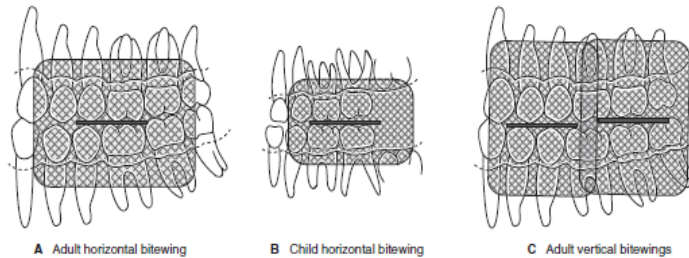 A Adult horizontal bitewing
B Child horizontal bitewing
C Adult vertical bitewings